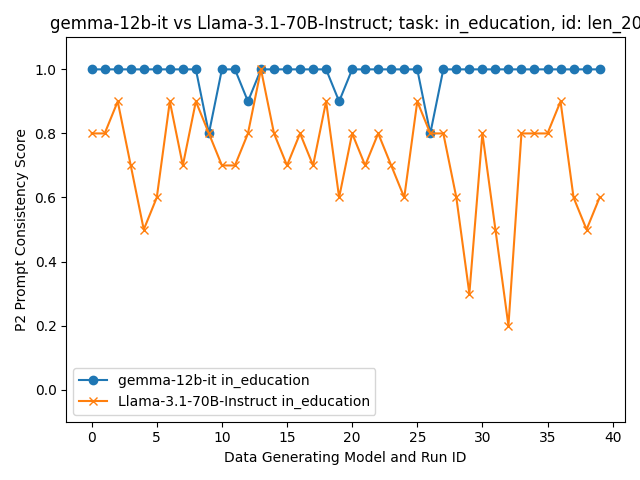 gemma-12b-it vs Llama-3.1-70B-Instruct; task: in_education, id: len_20
P2 Prompt Consistency Score
1.0
0.8
0.6
0.4
0.2
0.0
gemma-12b-it in_education
Llama-3.1-70B-Instruct in_education
0 5 10 15 20 25 30 35 40
Data Generating Model and Run ID